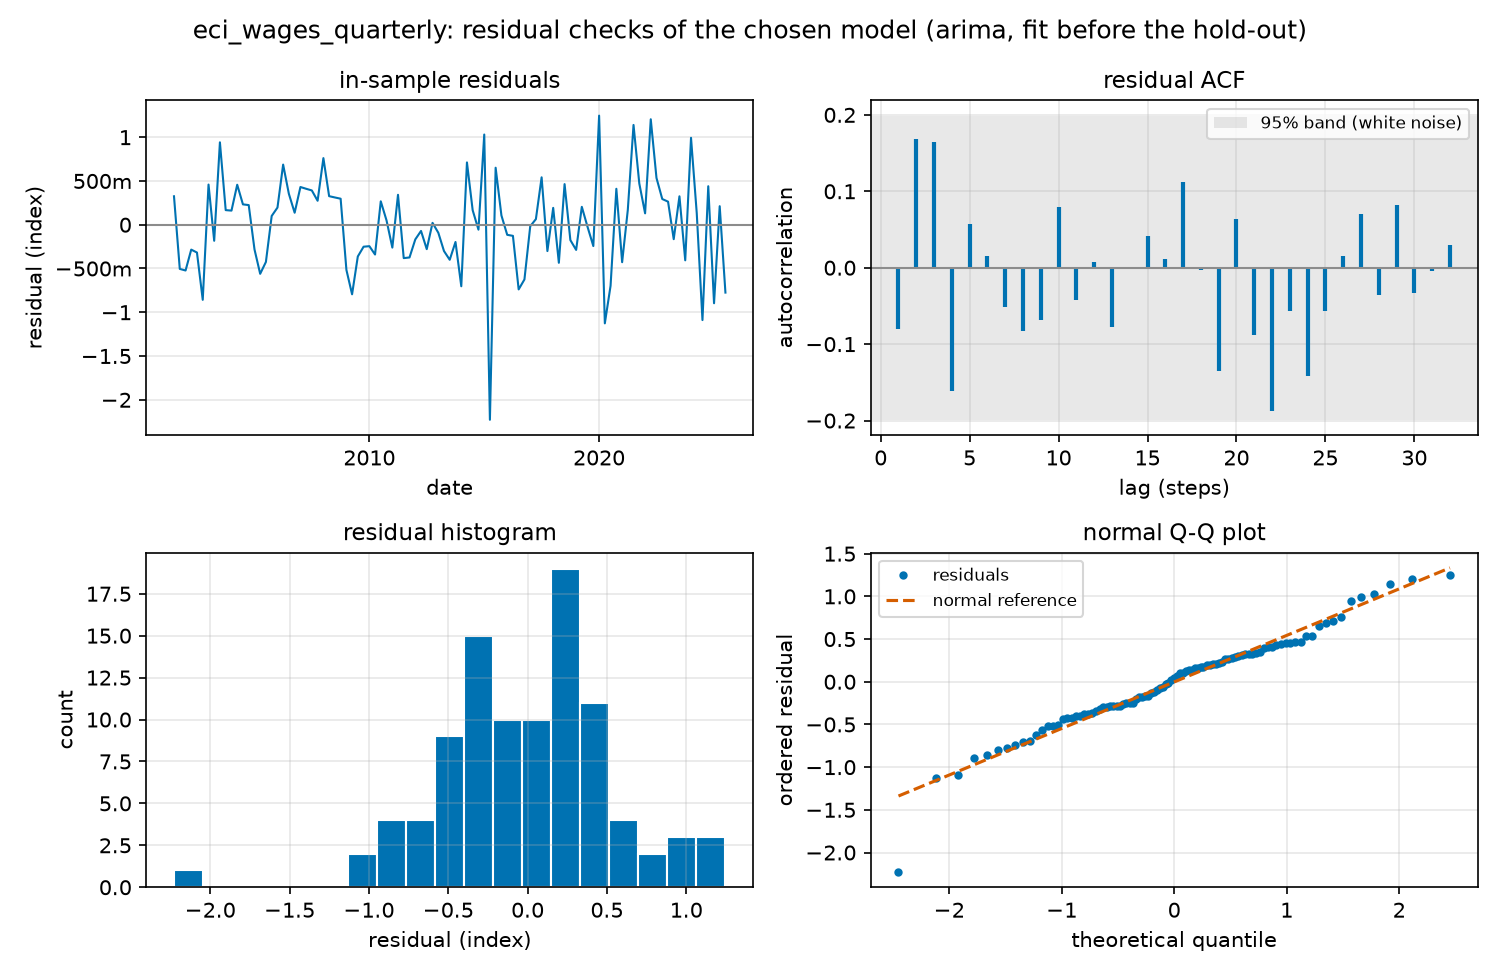 eci_wages_quarterly: residual checks of the chosen model (arima, fit before the hold-out)
in-sample residuals
residual (index)
1
500m
0
−500m
−1
−1.5
−2
2010
2020
date
residual ACF
95% band (white noise)
autocorrelation
0.2
0.1
0.0
−0.1
−0.2
0
5
10
15
20
25
30
lag (steps)
residual histogram
count
17.5
15.0
12.5
10.0
7.5
5.0
2.5
0.0
−2.0
−1.5
−1.0
−0.5
0.0
0.5
1.0
residual (index)
normal Q-Q plot
residuals
normal reference
ordered residual
1.5
1.0
0.5
0.0
−0.5
−1.0
−1.5
−2.0
−2
−1
0
1
2
theoretical quantile